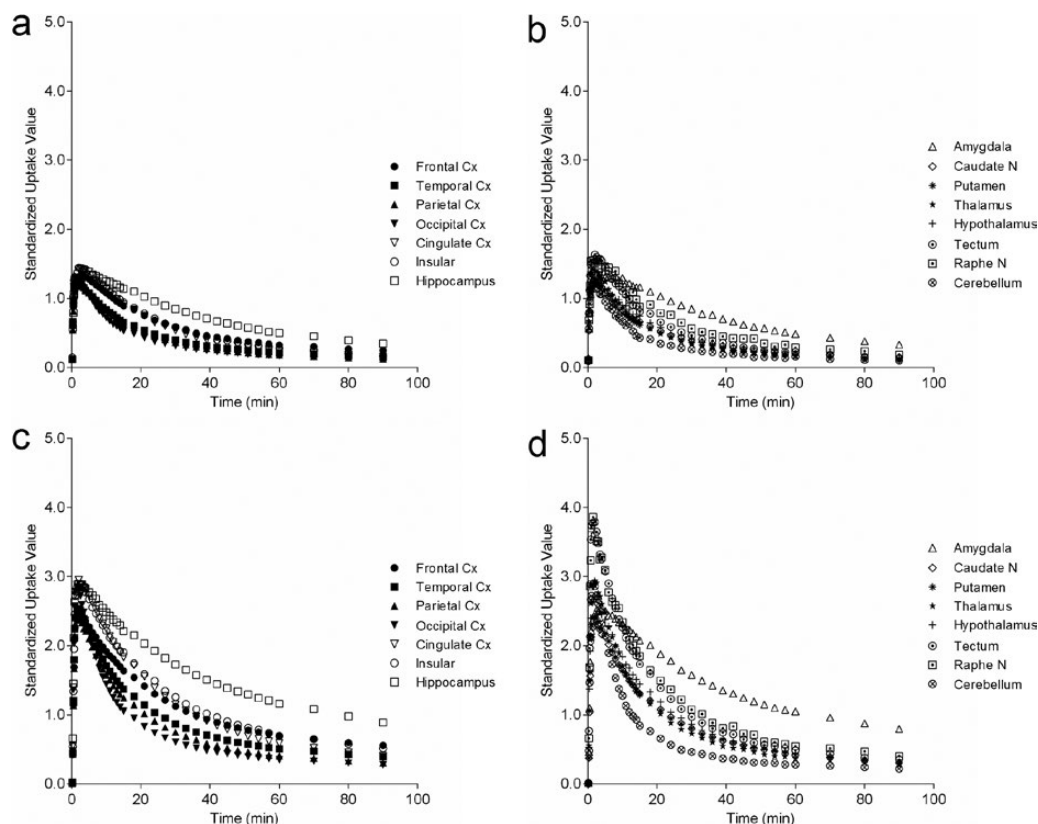 a
5.0
4.0
3.0
2.0
1.0
0.0
Standardized Uptake Value
0 20 40 60 80 100
Time (min)
Frontal Cx
Temporal Cx
Parietal Cx
Occipital Cx
Cingulate Cx
Insular
Hippocampus
b
5.0
4.0
3.0
2.0
1.0
0.0
Standardized Uptake Value
0 20 40 60 80 100
Time (min)
Amygdala
Caudate N
Putamen
Thalamus
Hypothalamus
Tectum
Raphe N
Cerebellum
c
5.0
4.0
3.0
2.0
1.0
0.0
Standardized Uptake Value
0 20 40 60 80 100
Time (min)
Frontal Cx
Temporal Cx
Parietal Cx
Occipital Cx
Cingulate Cx
Insular
Hippocampus
d
5.0
4.0
3.0
2.0
1.0
0.0
Standardized Uptake Value
0 20 40 60 80 100
Time (min)
Amygdala
Caudate N
Putamen
Thalamus
Hypothalamus
Tectum
Raphe N
Cerebellum